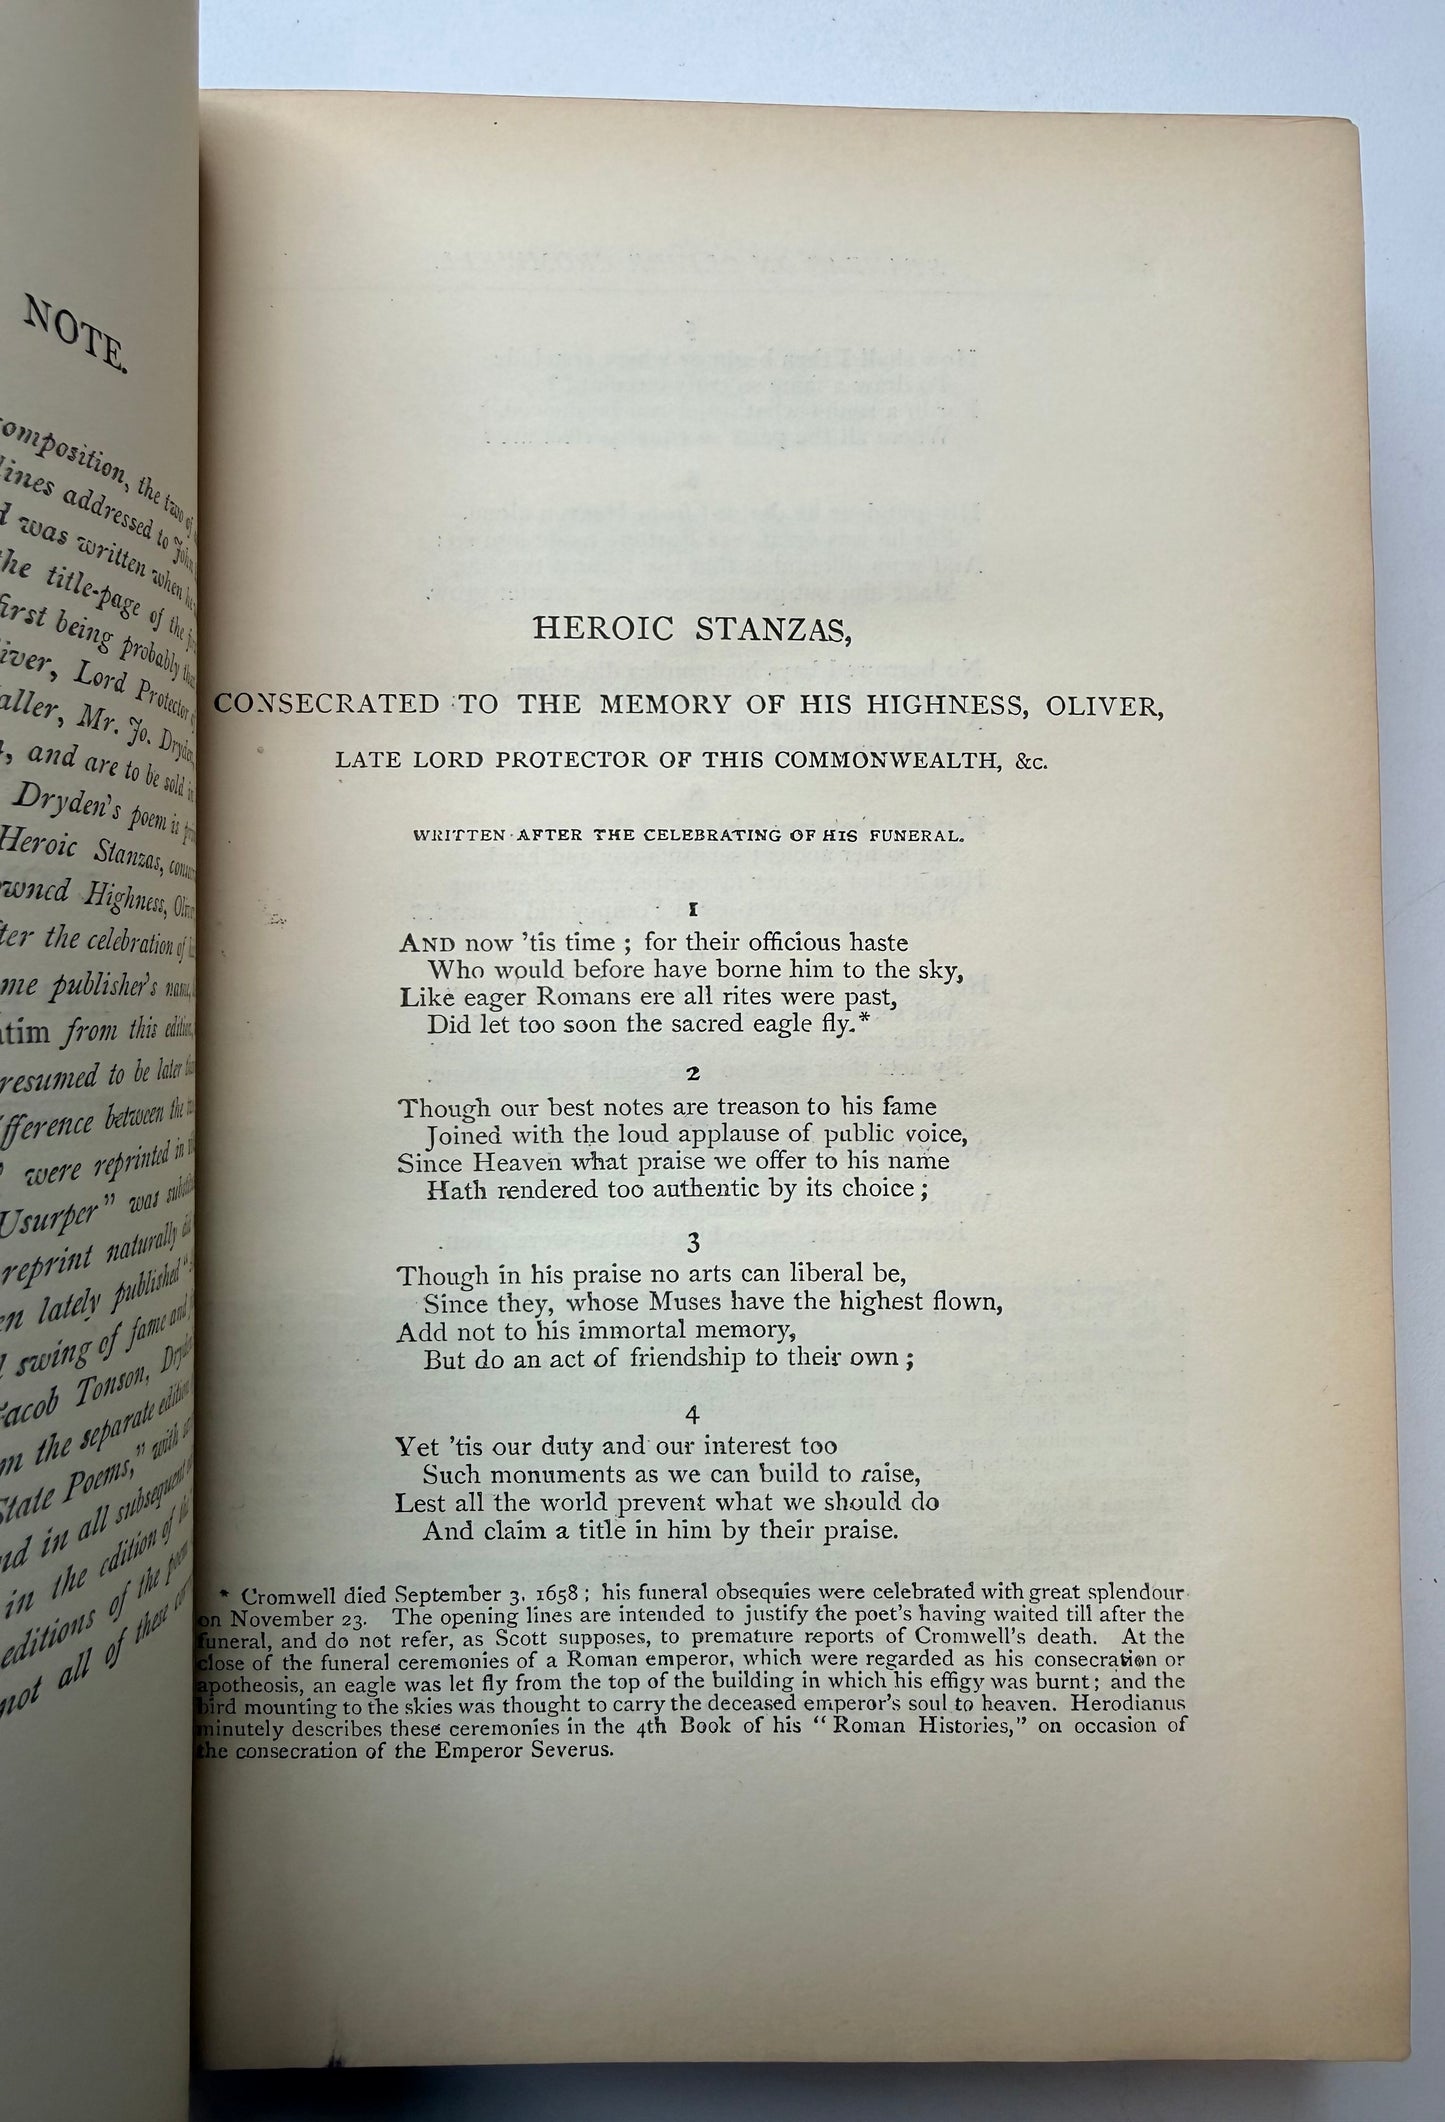 NOTE.
composition, the two of
lines addressed to John
was written when his
the title-page of the
first being probably that
Lord Protector of
Waller, Mr. Jo. Dryden,
and are to be sold in
Dryden's poem is
Heroic Stanzas,
Highness,
the celebration of
publisher's name,
from this edition,
to be later than
between the
" were reprinted in
Usurper" was
reprint naturally
lately published "
swing of fame and
Jacob Tonson,
the separate edition
State Poems," with
in all subsequent
in the edition of
editions of the poem
not all of these
HEROIC STANZAS,
CONSECRATED TO THE MEMORY OF HIS HIGHNESS, OLIVER,
LATE LORD PROTECTOR OF THIS COMMONWEALTH, &c.
WRITTEN AFTER THE CELEBRATING OF HIS FUNERAL.
1
AND now 'tis time ; for their officious haste
Who would before have borne him to the sky,
Like eager Romans ere all rites were past,
Did let too soon the sacred eagle fly.*
2
Though our best notes are treason to his fame
Joined with the loud applause of public voice,
Since Heaven what praise we offer to his name
Hath rendered too authentic by its choice ;
3
Though in his praise no arts can liberal be,
Since they, whose Muses have the highest flown,
Add not to his immortal memory,
But do an act of friendship to their own ;
4
Yet 'tis our duty and our interest too
Such monuments as we can build to raise,
Lest all the world prevent what we should do
And claim a title in him by their praise.
* Cromwell died September 3, 1658 ; his funeral obsequies were celebrated with great splendour
on November 23. The opening lines are intended to justify the poet's having waited till after the
funeral, and do not refer, as Scott supposes, to premature reports of Cromwell's death. At the
close of the funeral ceremonies of a Roman emperor, which were regarded as his consecration or
apotheosis, an eagle was let fly from the top of the building in which his effigy was burnt ; and the
bird mounting to the skies was thought to carry the deceased emperor's soul to heaven. Herodianus
minutely describes these ceremonies in the 4th Book of his "Roman Histories," on occasion of
the consecration of the Emperor Severus.